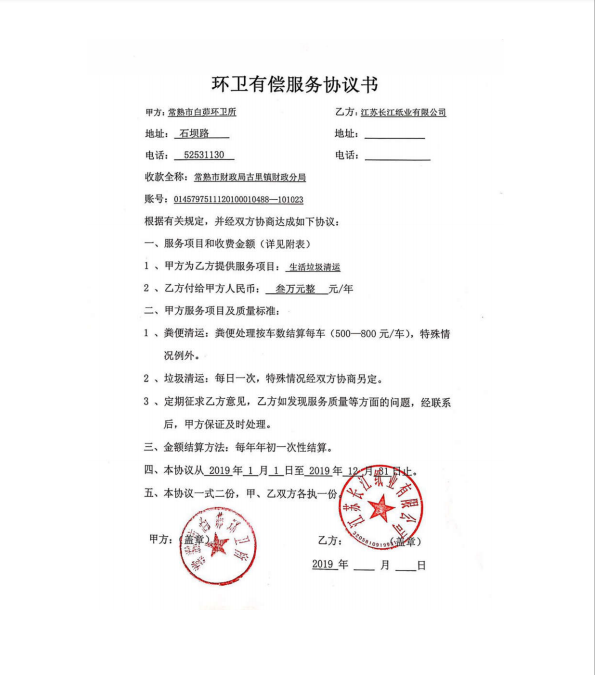 环卫有偿服务协议书
甲方：常熟市白茆环卫所 乙方：江苏长江纸业有限公司
地址： 石坝路 地址：
电话： 52531130 电话：
收款全称：常熟市财政局古里镇财政分局
账号：0145797511120100010488—101023
根据有关规定，并经双方协商达成如下协议：
一、服务项目和收费金额（详见附表）
1 、甲方为乙方提供服务项目：生活垃圾清运
2 、乙方付给甲方人民币： 叁万元整 元/年
二、甲方服务项目及质量标准：
1 、粪便清运：粪便处理按车数结算每车（500—800 元/车），特殊情
况例外。
2 、垃圾清运：每日一次，特殊情况经双方协商另定。
3 、定期征求乙方意见，乙方如发现服务质量等方面的问题，经联系
后，甲方保证及时处理。
三、金额结算方法：每年年初一次性结算。
四、本协议从 2019 年 1 月 1 日至 2019 年 12 月 31 日止。
五、本协议一式二份，甲、乙双方各执一份。
甲方：（盖章） 乙方： （盖章）
2019 年 月 日
江苏长江纸业有限公司